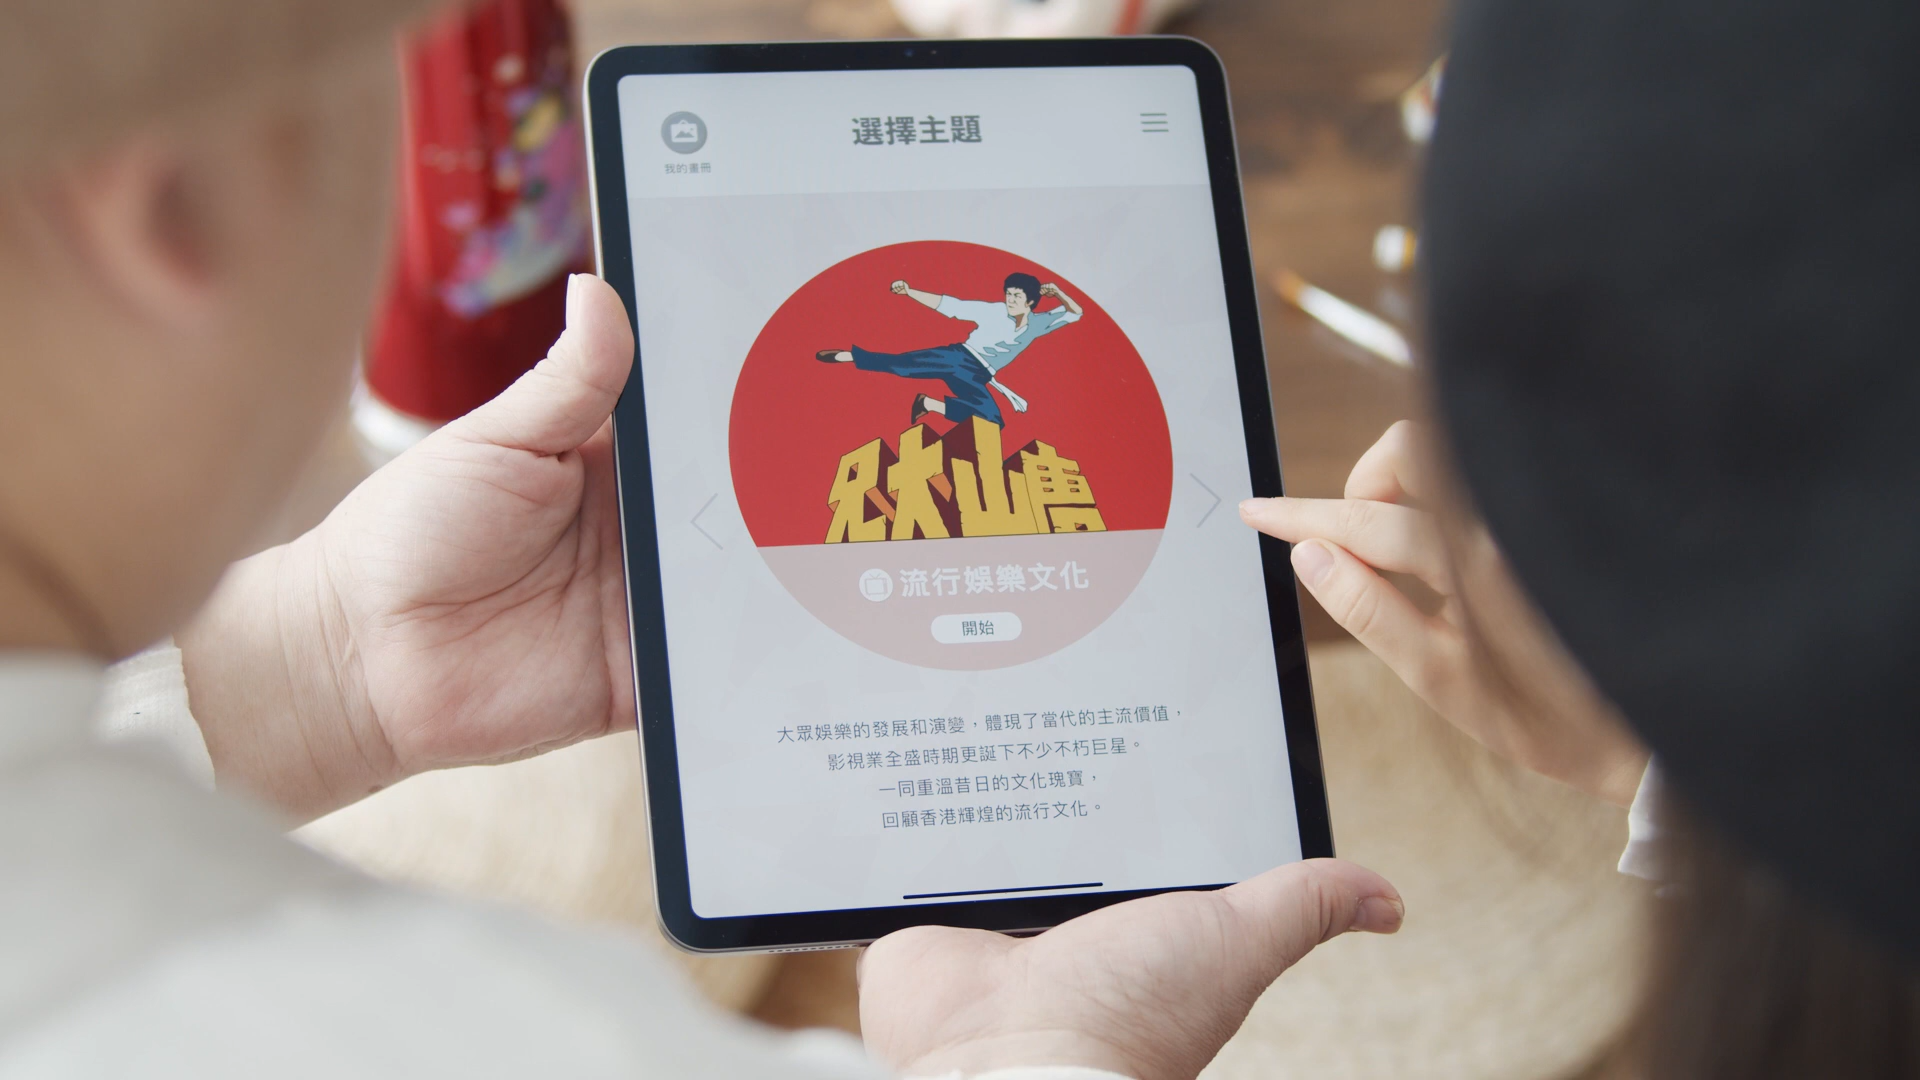 選擇主題
我的畫冊
兄大山唐
流行娛樂文化
開始
大眾娛樂的發展和演變，體現了當代的主流價值，
影視業全盛時期更誕下不少不朽巨星。
一同重溫昔日的文化瑰寶，
回顧香港輝煌的流行文化。